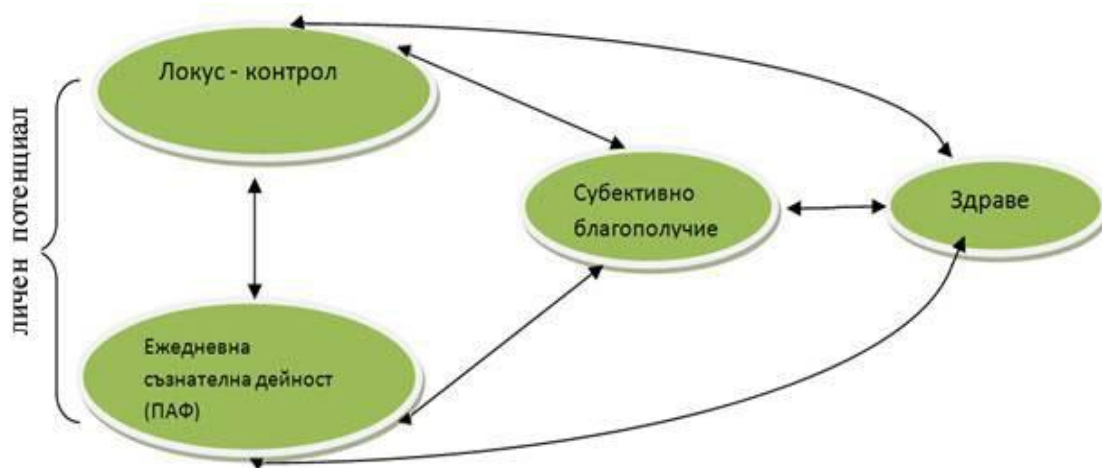 личен потенциал
Локус - контрол
Субективно
благополучие
Здраве
Ежедневна
съзнателна дейност
(ПАФ)